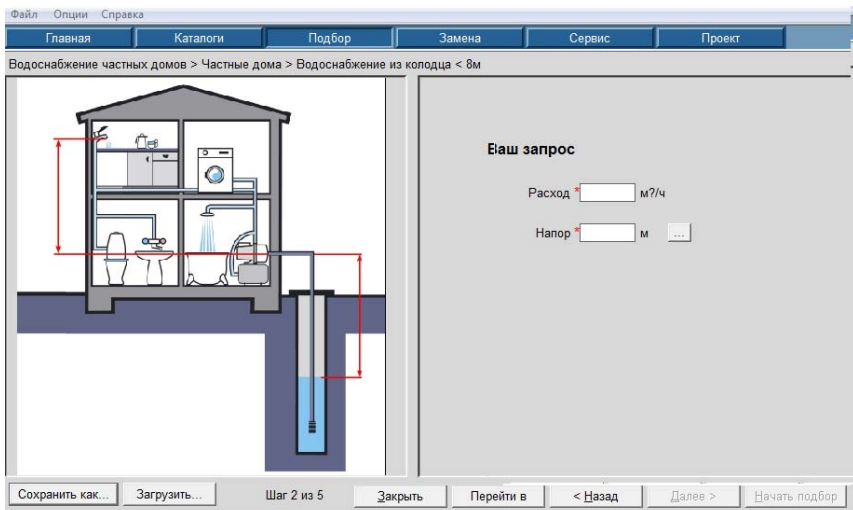 Файл Опции Справка
Главная Каталоги Подбор Замена Сервис Проект
Водоснабжение частных домов > Частные дома > Водоснабжение из колодца < 8м
Ваш запрос
Расход * м?/ч
Напор * м ...
Сохранить как... Загрузить... Шаг 2 из 5 Закрыть Перейти в < Назад Далее > Начать подбор